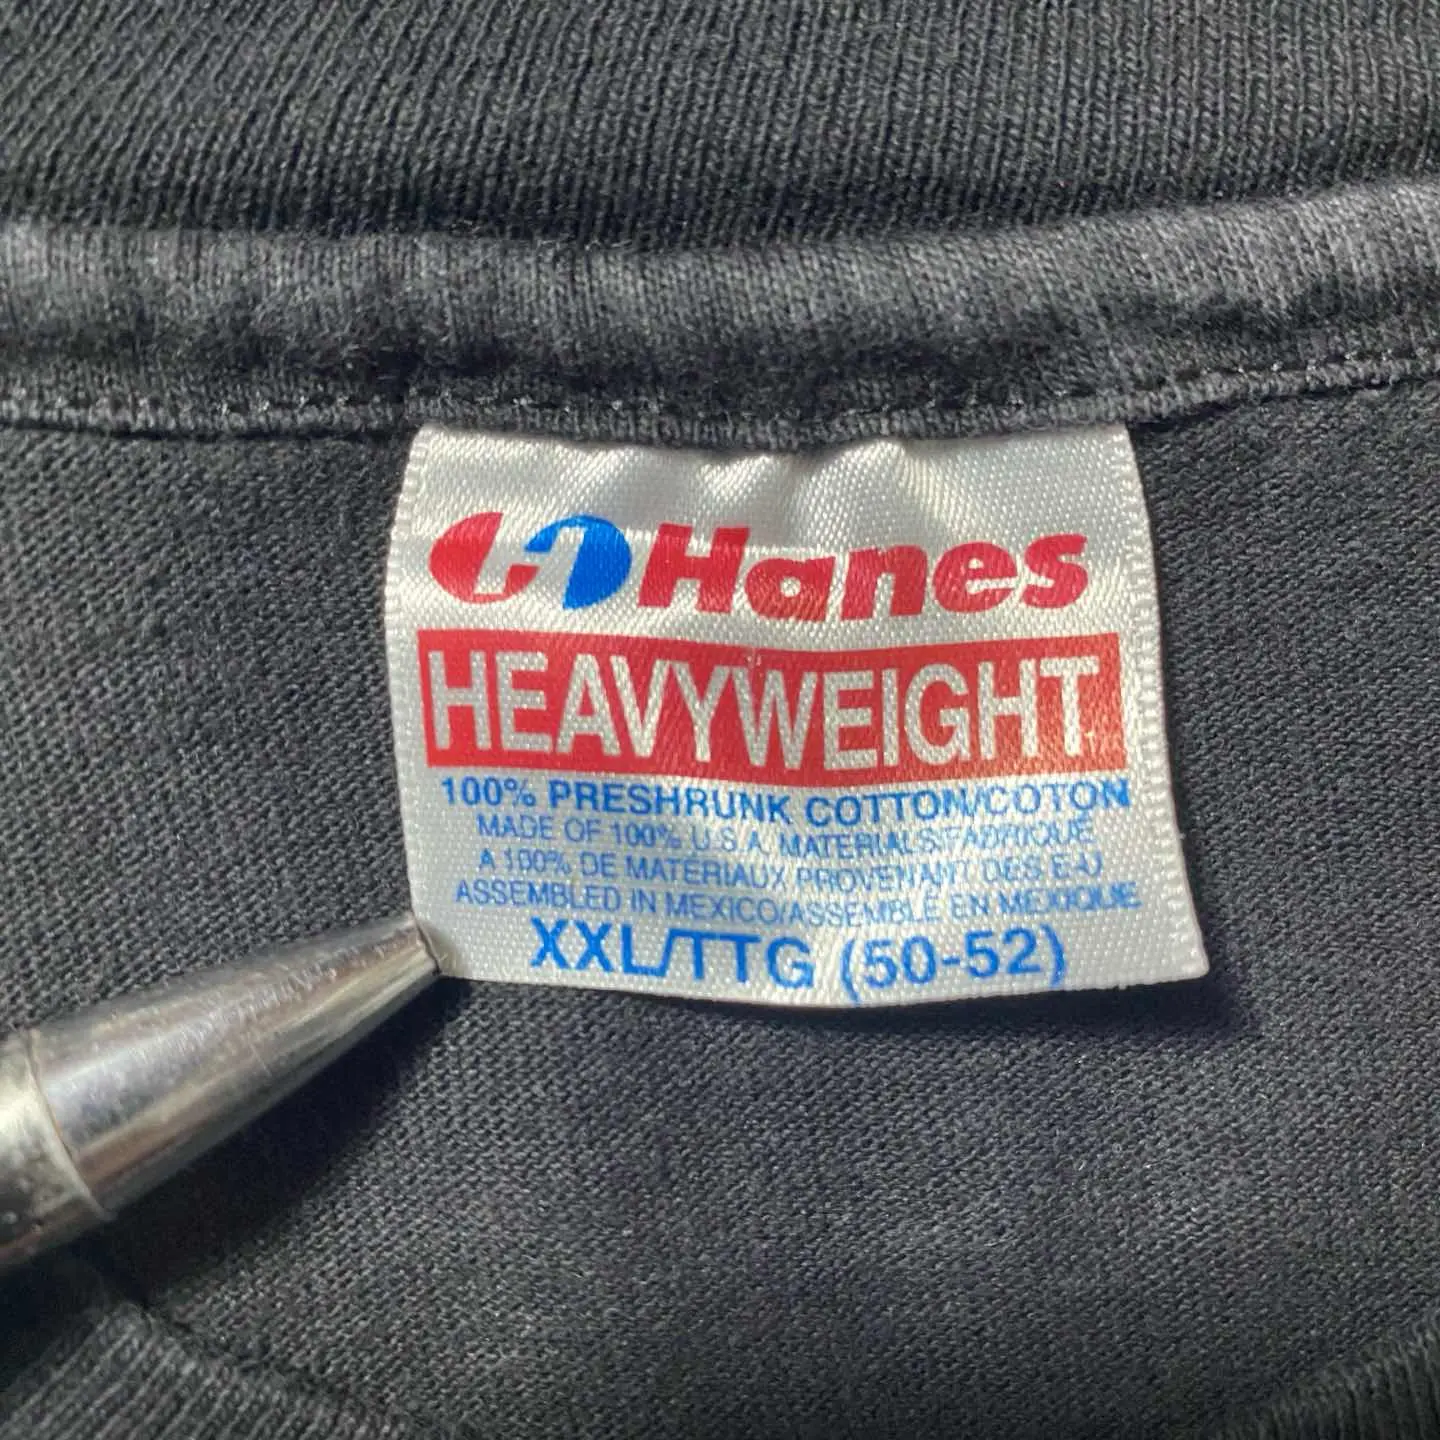 Hanes
HEAVYWEIGHT
100% PRESHRUNK COTTON/COTON
MADE OF 100% U.S.A. MATERIALS/FABRIQUÉ
À 100% DE MATÉRIAUX PROVENANT DES É-U
ASSEMBLED IN MEXICO/ASSEMBLÉ EN MEXIQUE
XXL/TTG (50-52)